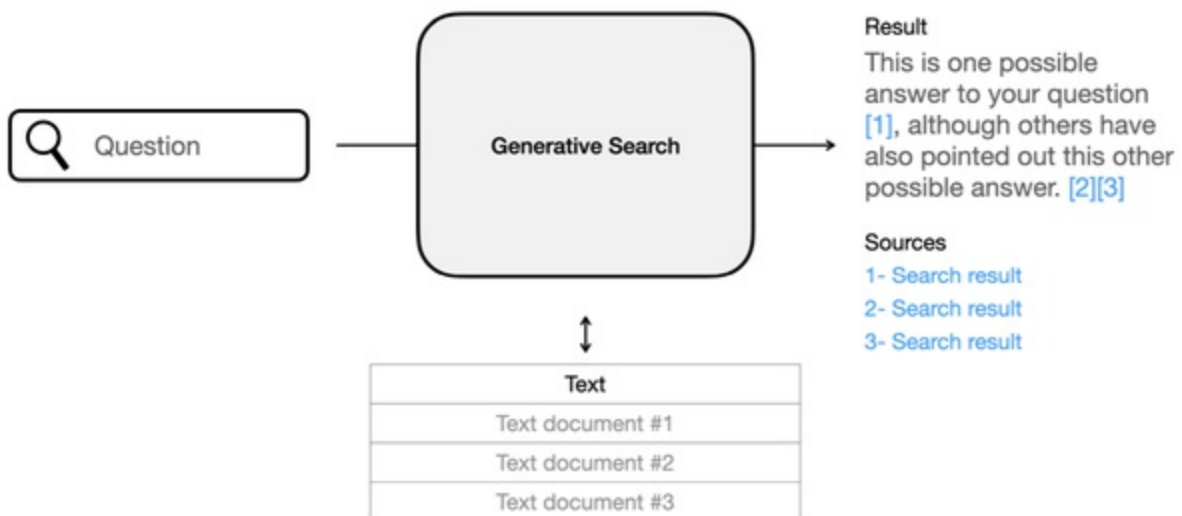 Question
Generative Search
Result
This is one possible
answer to your question
[1], although others have
also pointed out this other
possible answer. [2][3]
Sources
1- Search result
2- Search result
3- Search result
Text
Text document #1
Text document #2
Text document #3